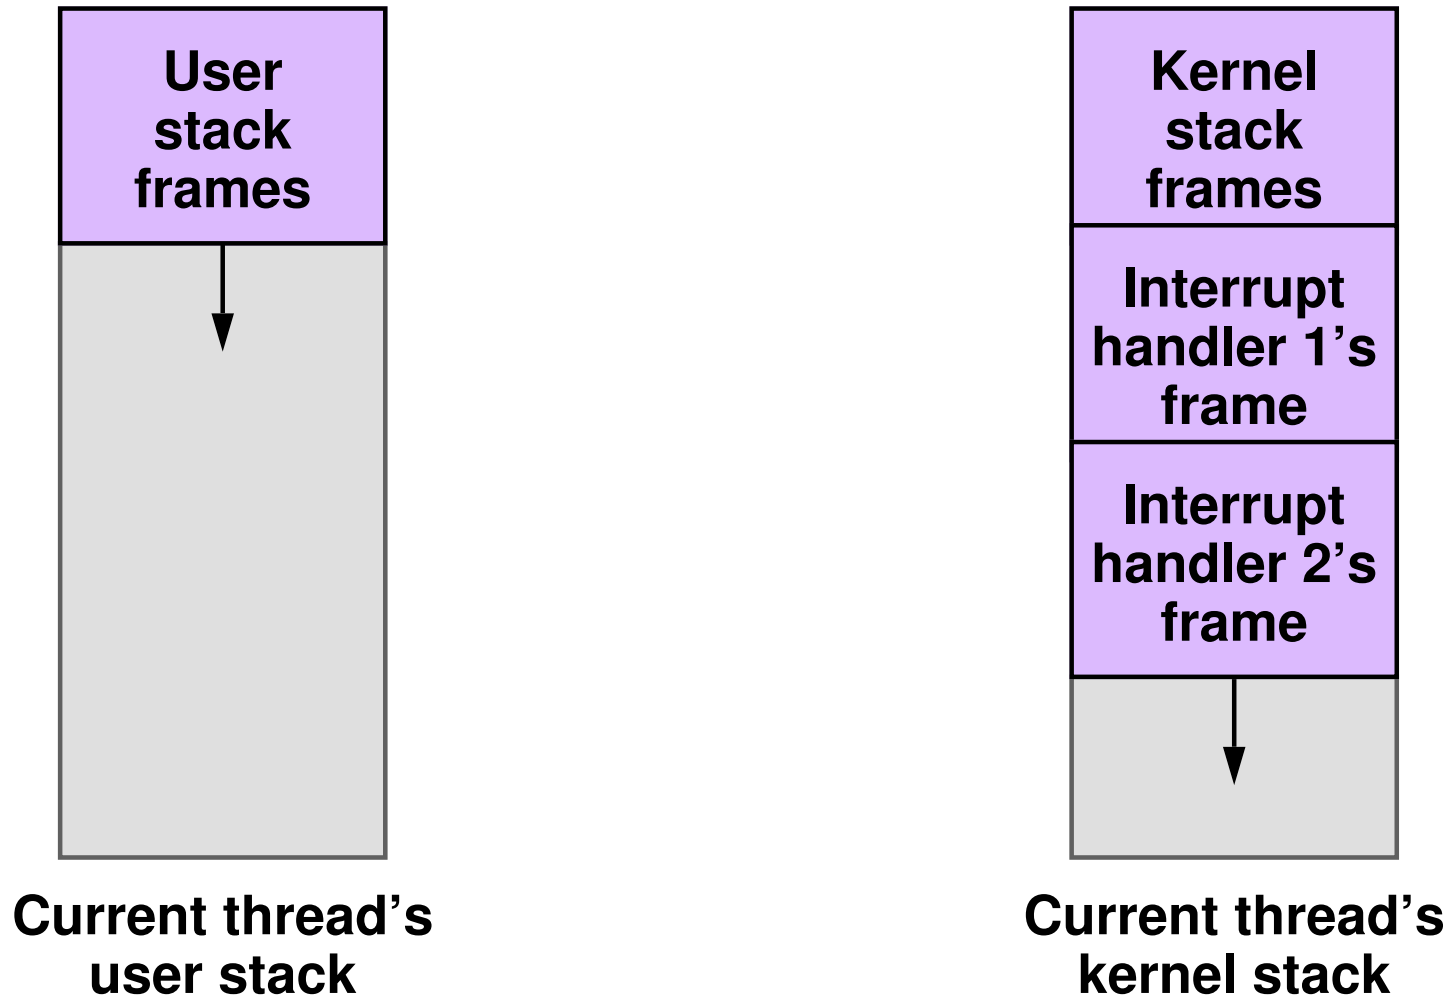 User
stack
frames
Current thread’s
user stack
Kernel
stack
frames
Interrupt
handler 1’s
frame
Interrupt
handler 2’s
frame
Current thread’s
kernel stack